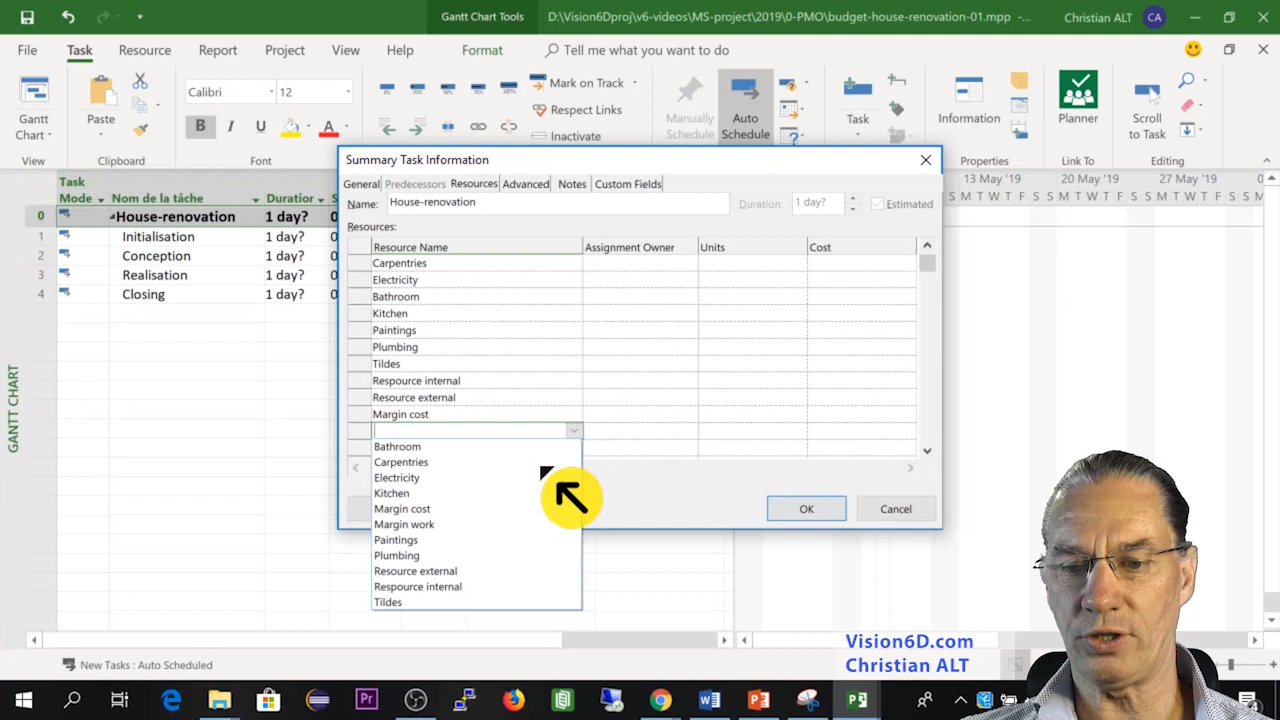 Gantt Chart Tools
D:\Vision6Dproj\v6-videos\MS-project\2019\0-PMO\budget-house-renovation-01.mpp -...
Christian ALT
CA
File Task Resource Report Project View Help Format Tell me what you want to do
Gantt Chart
View
Paste
Clipboard
Calibri 12
B I U A
Font
Mark on Track
Respect Links
Inactivate
Manually Schedule
Auto Schedule
Task
Information
Properties
Planner
Link To
Scroll to Task
Editing
Task Mode Nom de la tâche Duration S
13 May '19 20 May '19 27 May '19 0
M T W T F S S M T W T F S S M T W T F S S M
0 House-renovation 1 day? 0
1 Initialisation 1 day? 0
2 Conception 1 day? 0
3 Realisation 1 day? 0
4 Closing 1 day? 0
GANTT CHART
Summary Task Information
General Predecessors Resources Advanced Notes Custom Fields
Name: House-renovation Duration: 1 day? Estimated
Resources:
Resource Name Assignment Owner Units Cost
Carpentries
Electricity
Bathroom
Kitchen
Paintings
Plumbing
Tildes
Respource internal
Resource external
Margin cost
Bathroom
Carpentries
Electricity
Kitchen
Margin cost
Margin work
Paintings
Plumbing
Resource external
Respource internal
Tildes
OK Cancel
Vision6D.com
Christian ALT
New Tasks : Auto Scheduled
Pr